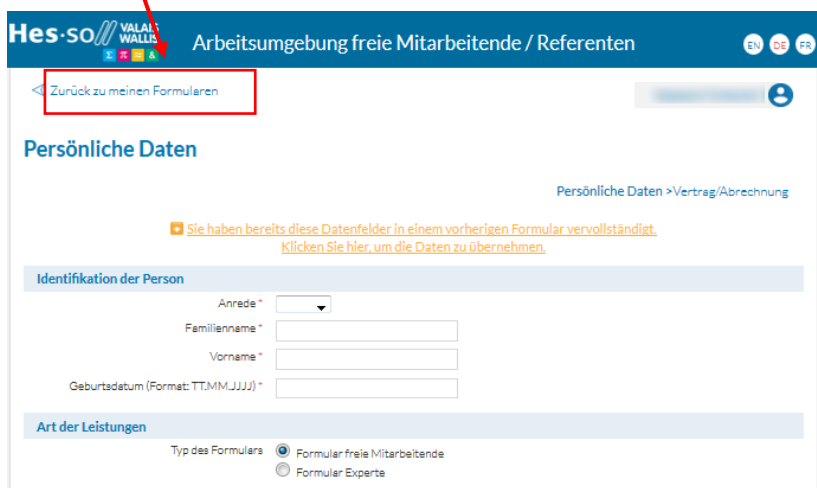 Hes·so/// VALAIS
WALLIS
Σ π ≈ &
Arbeitsumgebung freie Mitarbeitende / Referenten
EN DE FR
Zurück zu meinen Formularen
Persönliche Daten
Persönliche Daten >Vertrag/Abrechnung
Sie haben bereits diese Datenfelder in einem vorherigen Formular vervollständigt.
Klicken Sie hier, um die Daten zu übernehmen.
Identifikation der Person
Anrede *
Familienname *
Vorname *
Geburtsdatum (Format: TT.MM.JJJJ) *
Art der Leistungen
Typ des Formulars
Formular freie Mitarbeitende
Formular Experte